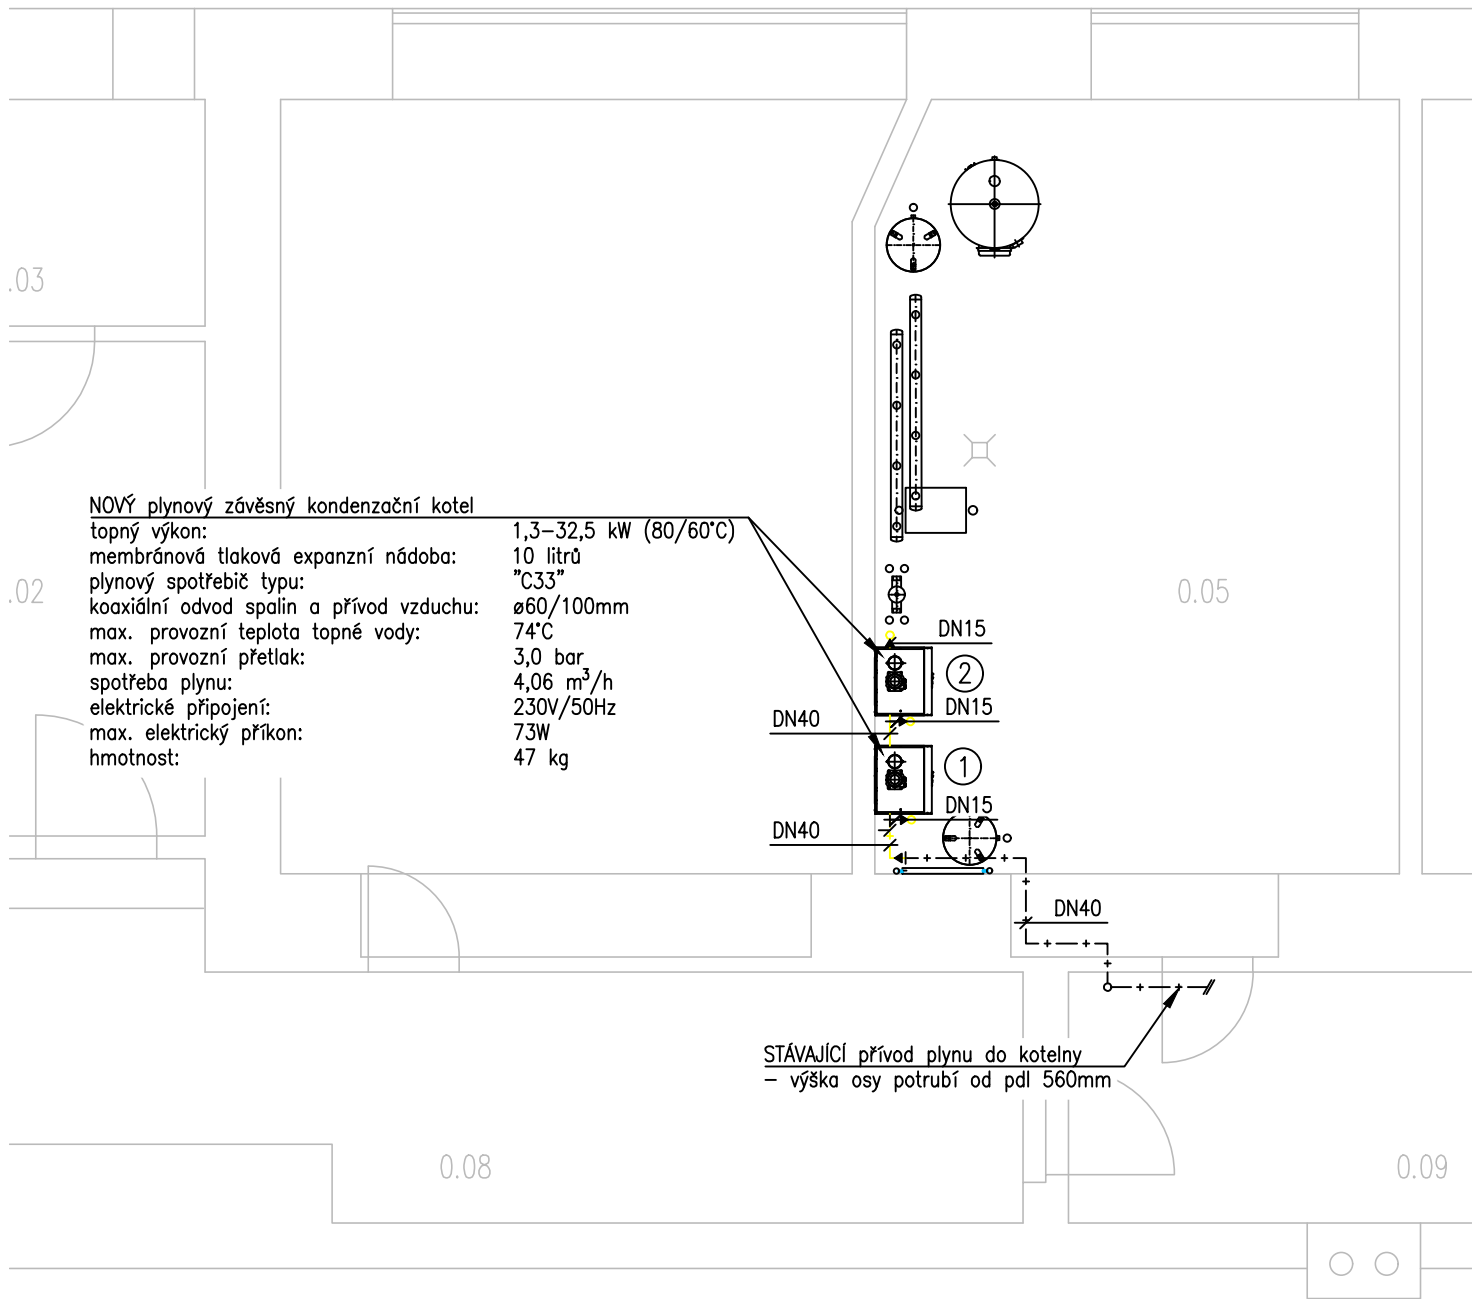 .03
NOVÝ plynový závěsný kondenzační kotel
topný výkon: 1,3-32,5 kW (80/60°C)
membránová tlaková expanzní nádoba: 10 litrů
plynový spotřebič typu: "C33"
koaxiální odvod spalin a přívod vzduchu: ø60/100mm
max. provozní teplota topné vody: 74°C
max. provozní přetlak: 3,0 bar
spotřeba plynu: 4,06 m³/h
elektrické připojení: 230V/50Hz
max. elektrický příkon: 73W
hmotnost: 47 kg
.02
0.05
DN15
2
DN15
DN40
1
DN15
DN40
DN40
STÁVAJÍCÍ přívod plynu do kotelny
- výška osy potrubí od pdl 560mm
0.08
0.09